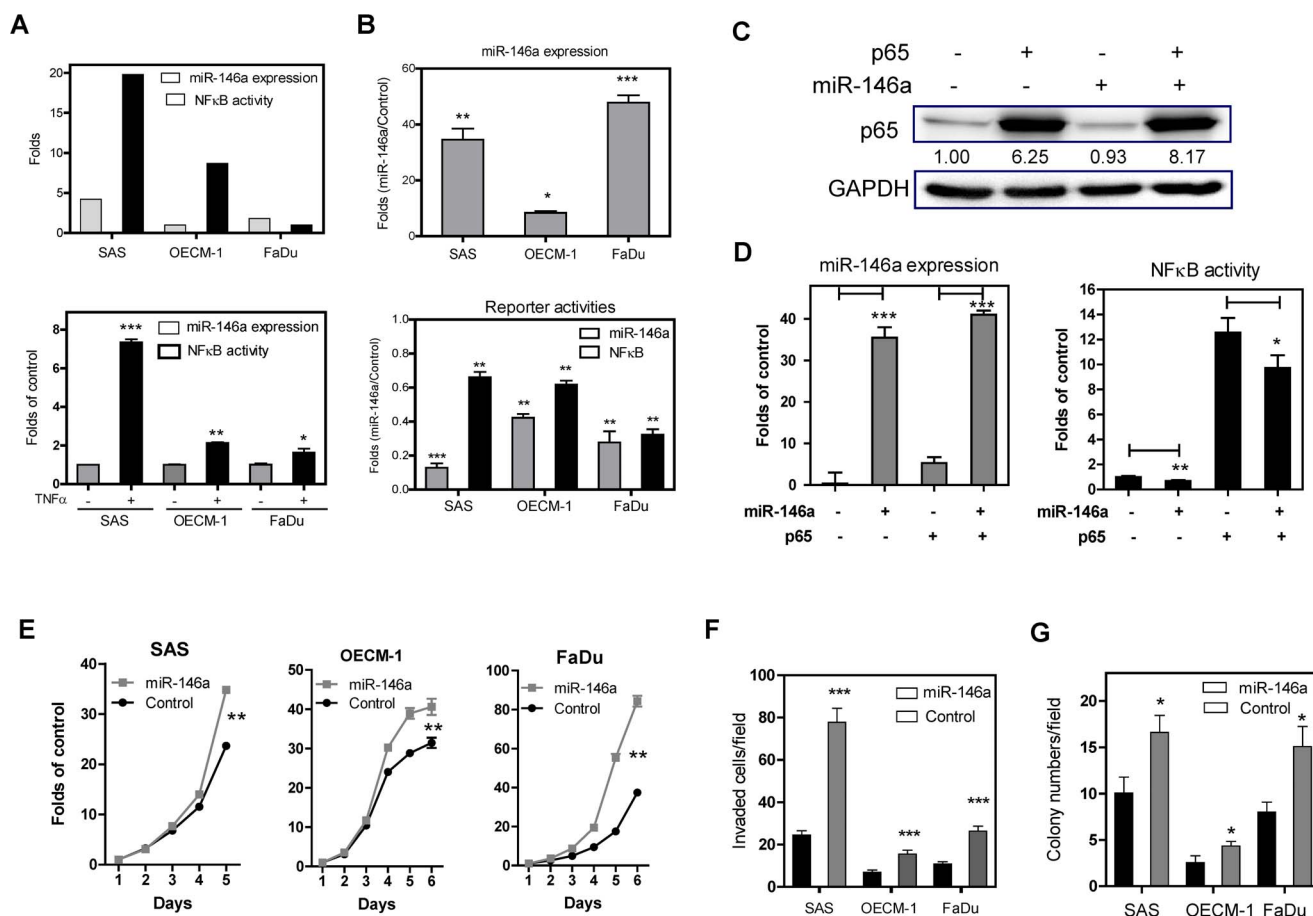 A
20
15
10
5
0
Folds
miR-146a expression
NFκB activity
SAS OECM-1 FaDu
8
6
4
2
0
Folds of control
miR-146a expression
NFκB activity
***
**
*
TNFα - + - + - +
SAS OECM-1 FaDu
B
miR-146a expression
60
40
20
0
Folds (miR-146a/Control)
**
*
***
SAS OECM-1 FaDu
Reporter activities
1.0
0.8
0.6
0.4
0.2
0.0
Folds (miR-146a/Control)
miR-146a
NFκB
***
**
**
**
**
**
SAS OECM-1 FaDu
C
p65 - + - +
miR-146a - - + +
p65
1.00 6.25 0.93 8.17
GAPDH
D
miR-146a expression
40
30
20
10
0
Folds of control
***
***
miR-146a - + - +
p65 - - + +
NFκB activity
16
14
12
10
8
6
4
2
0
Folds of control
**
*
miR-146a - + - +
p65 - - + +
E
SAS
40
30
20
10
0
Folds of control
miR-146a
Control
**
1 2 3 4 5
Days
OECM-1
50
40
30
20
10
0
miR-146a
Control
**
1 2 3 4 5 6
Days
FaDu
100
80
60
40
20
0
miR-146a
Control
**
1 2 3 4 5 6
Days
F
100
80
60
40
20
0
Invaded cells/field
miR-146a
Control
***
***
***
SAS OECM-1 FaDu
G
20
15
10
5
0
Colony numbers/field
miR-146a
Control
*
*
*
SAS OECM-1 FaDu